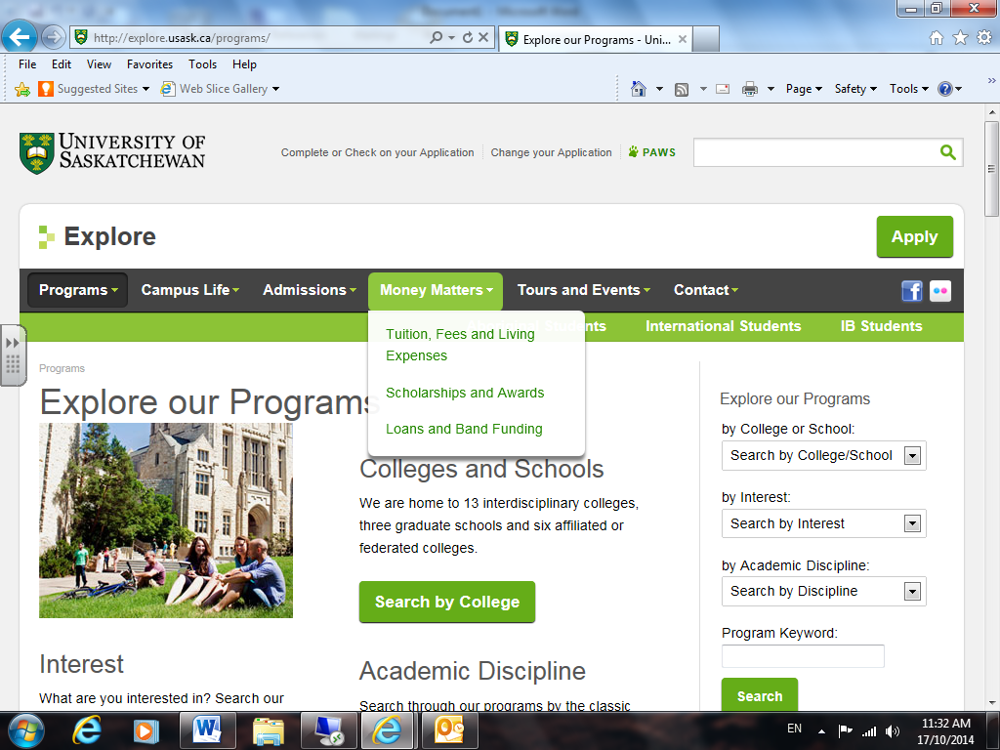 http://explore.usask.ca/programs/
Explore our Programs - Uni...
File Edit View Favorites Tools Help
Suggested Sites Web Slice Gallery
Page Safety Tools
UNIVERSITY OF
SASKATCHEWAN
Complete or Check on your Application Change your Application PAWS
Explore
Apply
Programs Campus Life Admissions Money Matters Tours and Events Contact
International Students IB Students
Tuition, Fees and Living
Expenses
Scholarships and Awards
Loans and Band Funding
Programs
Explore our Programs
Colleges and Schools
We are home to 13 interdisciplinary colleges,
three graduate schools and six affiliated or
federated colleges.
Search by College
Interest
What are you interested in? Search our
Academic Discipline
Search through our programs by the classic
Explore our Programs
by College or School:
Search by College/School
by Interest:
Search by Interest
by Academic Discipline:
Search by Discipline
Program Keyword:
Search
EN
11:32 AM
17/10/2014